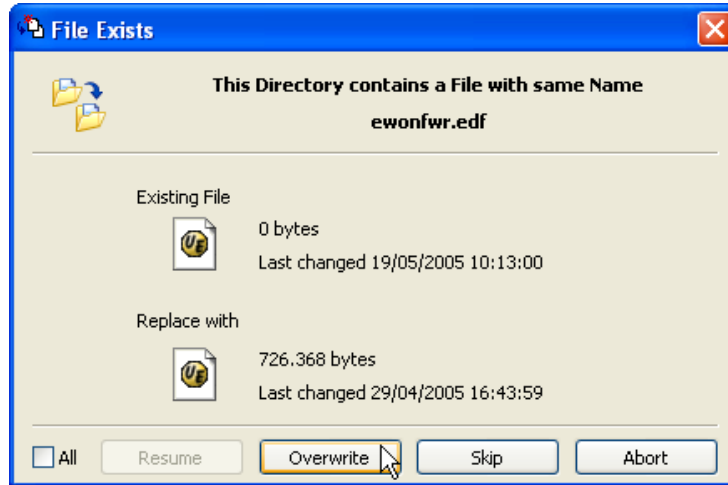 File Exists
This Directory contains a File with same Name
ewonfwr.edf
Existing File
UE
0 bytes
Last changed 19/05/2005 10:13:00
Replace with
UE
726.368 bytes
Last changed 29/04/2005 16:43:59
All
Resume
Overwrite
Skip
Abort